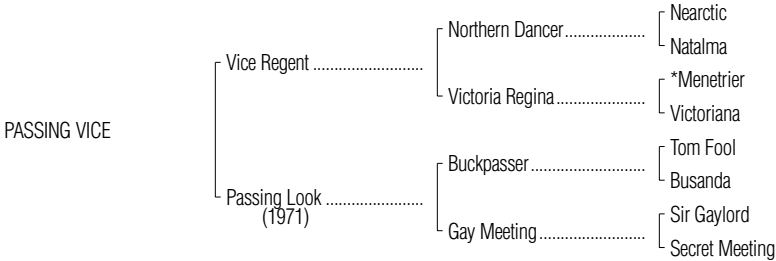 Nearctic
Northern Dancer...................
Natalma
Vice Regent ..........................
*Menetrier
Victoria Regina.....................
Victoriana
PASSING VICE
Tom Fool
Buckpasser...........................
Busanda
Passing Look .......................
(1971)
Sir Gaylord
Gay Meeting.........................
Secret Meeting